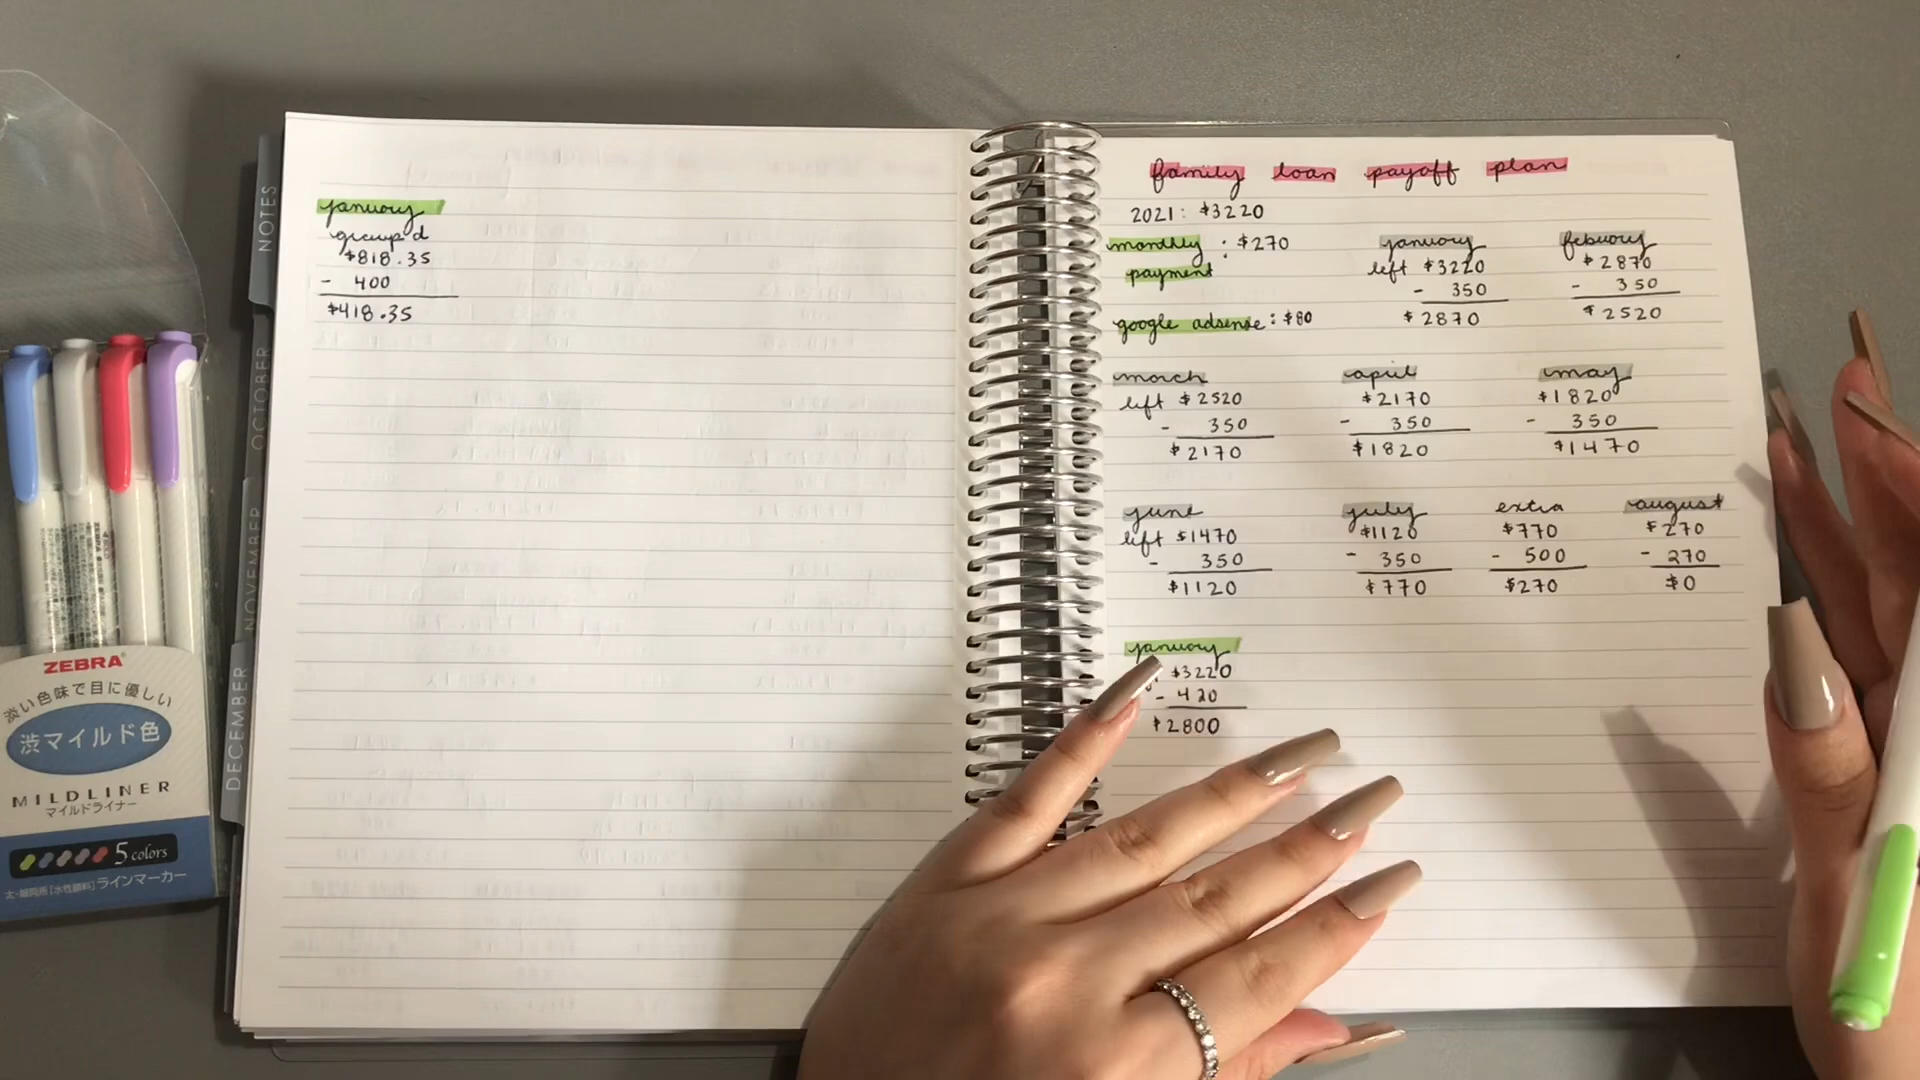 january
group d
$818.35
- 400
$418.35
family loan payoff plan
2021: $3220
monthly payment : $270
google adsense : $80
january
left $3220
- 350
$2870
febuary
$2870
- 350
$2520
march
left $2520
- 350
$2170
april
$2170
- 350
$1820
may
$1820
- 350
$1470
june
left $1470
- 350
$1120
july
$1120
- 350
$770
extra
$770
- 500
$270
august
$270
- 270
$0
january
$3220
- 420
$2800
NOTES
OCTOBER
NOVEMBER
DECEMBER
ZEBRA
淡い色味で目に優しい
渋マイルド色
MILDLINER
マイルドライナー
5 colors
ラインマーカー